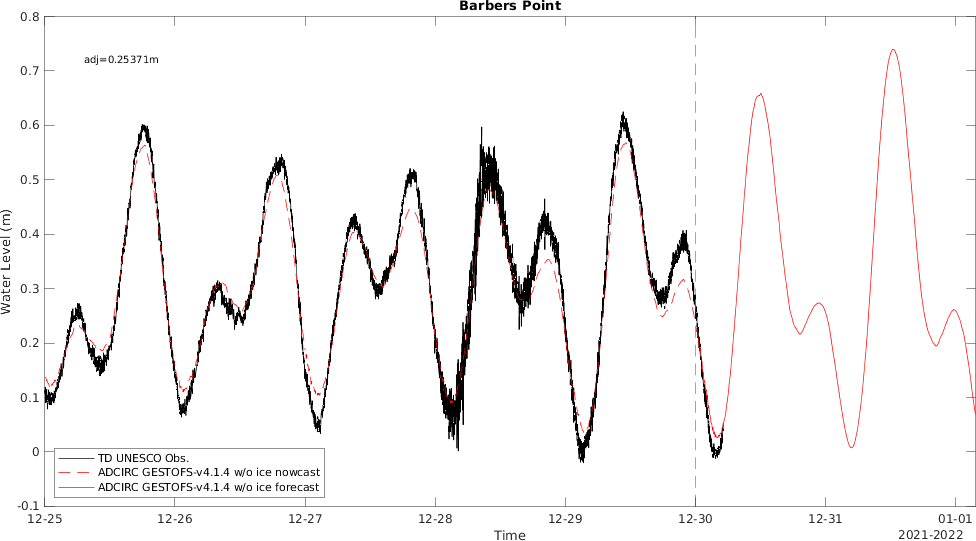 Barbers Point
adj=0.25371m
Water Level (m)
0.8
0.7
0.6
0.5
0.4
0.3
0.2
0.1
0
-0.1
TD UNESCO Obs.
ADCIRC GESTOFS-v4.1.4 w/o ice nowcast
ADCIRC GESTOFS-v4.1.4 w/o ice forecast
12-25 12-26 12-27 12-28 12-29 12-30 12-31 01-01
Time
2021-2022